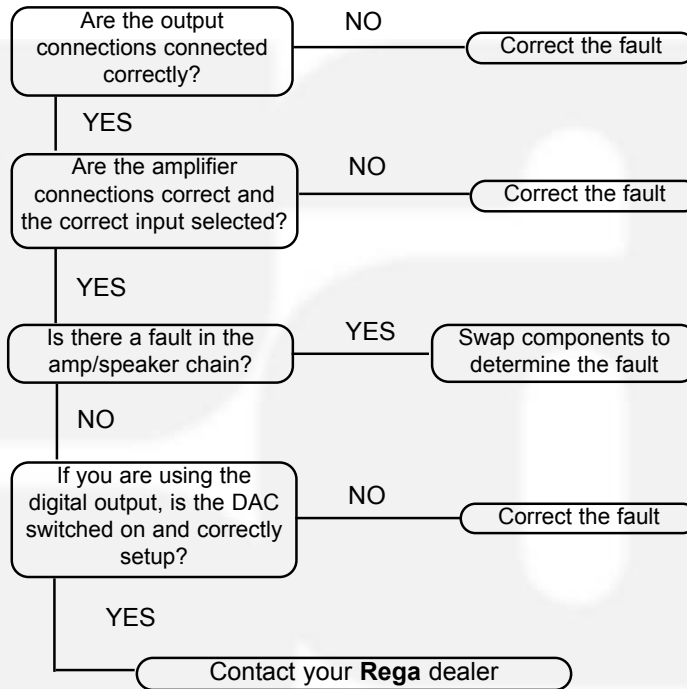 Are the output
connections connected
correctly?
NO
Correct the fault
YES
Are the amplifier
connections correct and
the correct input selected?
NO
Correct the fault
YES
Is there a fault in the
amp/speaker chain?
YES
Swap components to
determine the fault
NO
If you are using the
digital output, is the DAC
switched on and correctly
setup?
NO
Correct the fault
YES
Contact your Rega dealer